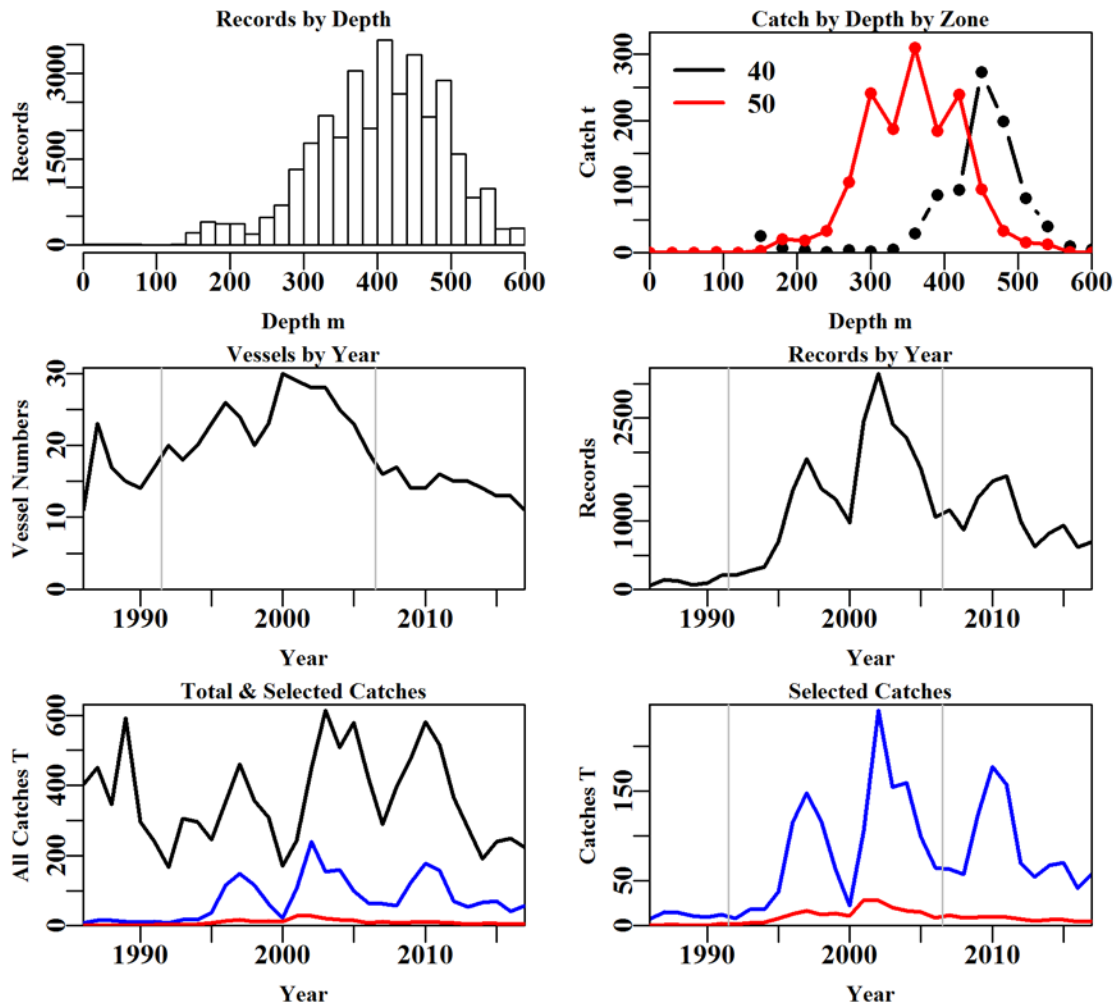 Records by Depth
Records
0 1500 3000
0 100 200 300 400 500 600
Depth m
Catch by Depth by Zone
Catch t
0 100 200 300
40
50
0 100 200 300 400 500 600
Depth m
Vessels by Year
Vessel Numbers
0 10 20 30
1990 2000 2010
Year
Records by Year
Records
0 1000 2500
1990 2000 2010
Year
Total & Selected Catches
All Catches T
0 200 400 600
1990 2000 2010
Year
Selected Catches
Catches T
0 50 150
1990 2000 2010
Year